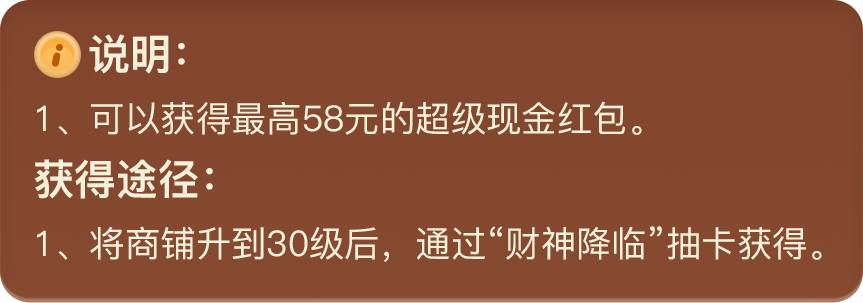 说明：
1、可以获得最高58元的超级现金红包。
获得途径：
1、将商铺升到30级后，通过“财神降临”抽卡获得。